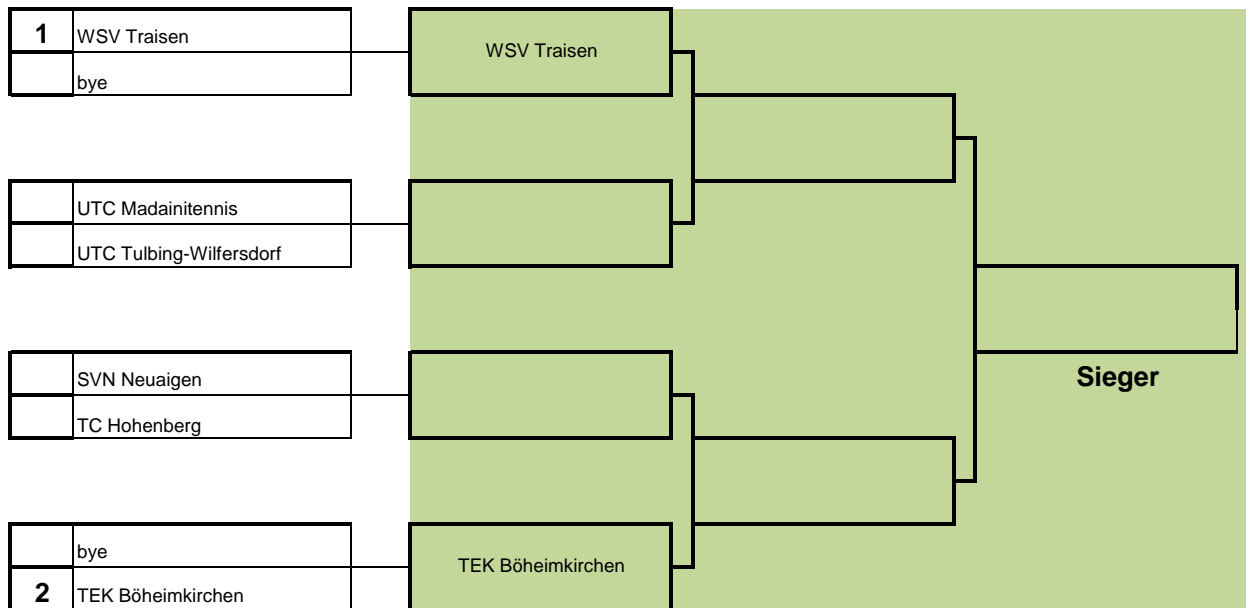 1 WSV Traisen
bye
WSV Traisen
UTC Madainitennis
UTC Tulbing-Wilfersdorf
SVN Neuaigen
TC Hohenberg
Sieger
bye
2 TEK Böheimkirchen
TEK Böheimkirchen